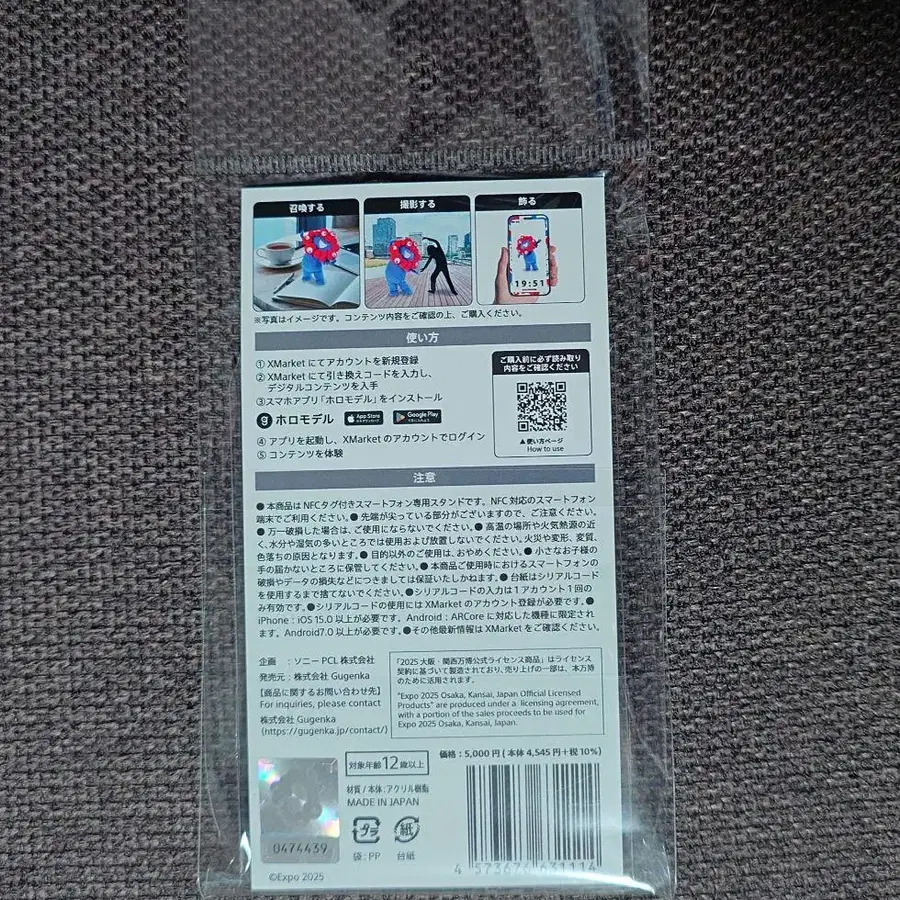 召喚する
撮影する
飾る
19:51
※写真はイメージです。コンテンツ内容をご確認の上、ご購入ください。
使い方
① XMarket にてアカウントを新規登録
② XMarket にて引き換えコードを入力し、
デジタルコンテンツを入手
③スマホアプリ「ホロモデル」をインストール
g ホロモデル
App Store
Google Play
④ アプリを起動し、XMarket のアカウントでログイン
⑤ コンテンツを体験
ご購入前に必ず読み取り
内容をご確認ください
▲使い方ページ
How to use
注意
● 本商品は NFCタグ付きスマートフォン専用スタンドです。NFC 対応のスマートフォン
端末でご利用ください。● 先端が尖っている部分がございますので、ご注意ください。
● 万一破損した場合は、ご使用にならないでください。● 高温の場所や火気熱源の近
く、水分や湿気の多いところでは使用および放置しないでください。火災や変形、変質、
色落ちの原因となります。● 目的以外のご使用は、おやめください。● 小さなお子様の
手の届かないところに保管してください。● 本商品ご使用時におけるスマートフォンの
破損やデータの損失などにつきましては保証いたしかねます。● 台紙はシリアルコード
を使用するまで捨てないでください。●シリアルコードの入力は 1 アカウント 1 回の
み有効です。●シリアルコードの使用には XMarket のアカウント登録が必要です。●
iPhone : iOS 15.0 以上が必要です。Android : ARCore に対応した機種に限定され
ます。Android7.0 以上が必要です。●その他最新情報は XMarket をご確認ください。
企画 : ソニー PCL 株式会社
発売元 : 株式会社 Gugenka
【商品に関するお問い合わせ先】
For inquiries, please contact
株式会社 Gugenka
(https://gugenka.jp/contact/)
「2025 大阪・関西万博公式ライセンス商品」はライセンス
契約に基づいて製造されており、売り上げの一部は、本万博
のために活用されます。
"Expo 2025 Osaka, Kansai, Japan Official Licensed
Products" are produced under a licensing agreement,
with a portion of the sales proceeds to be used for
Expo 2025 Osaka, Kansai, Japan.
価格 : 5,000 円 ( 本体 4,545 円＋税 10%)
対象年齢12歳以上
材質 / 本体 : アクリル樹脂
MADE IN JAPAN
プラ
紙
袋 : PP
台紙
0474439
4 573676 631114
©Expo 2025